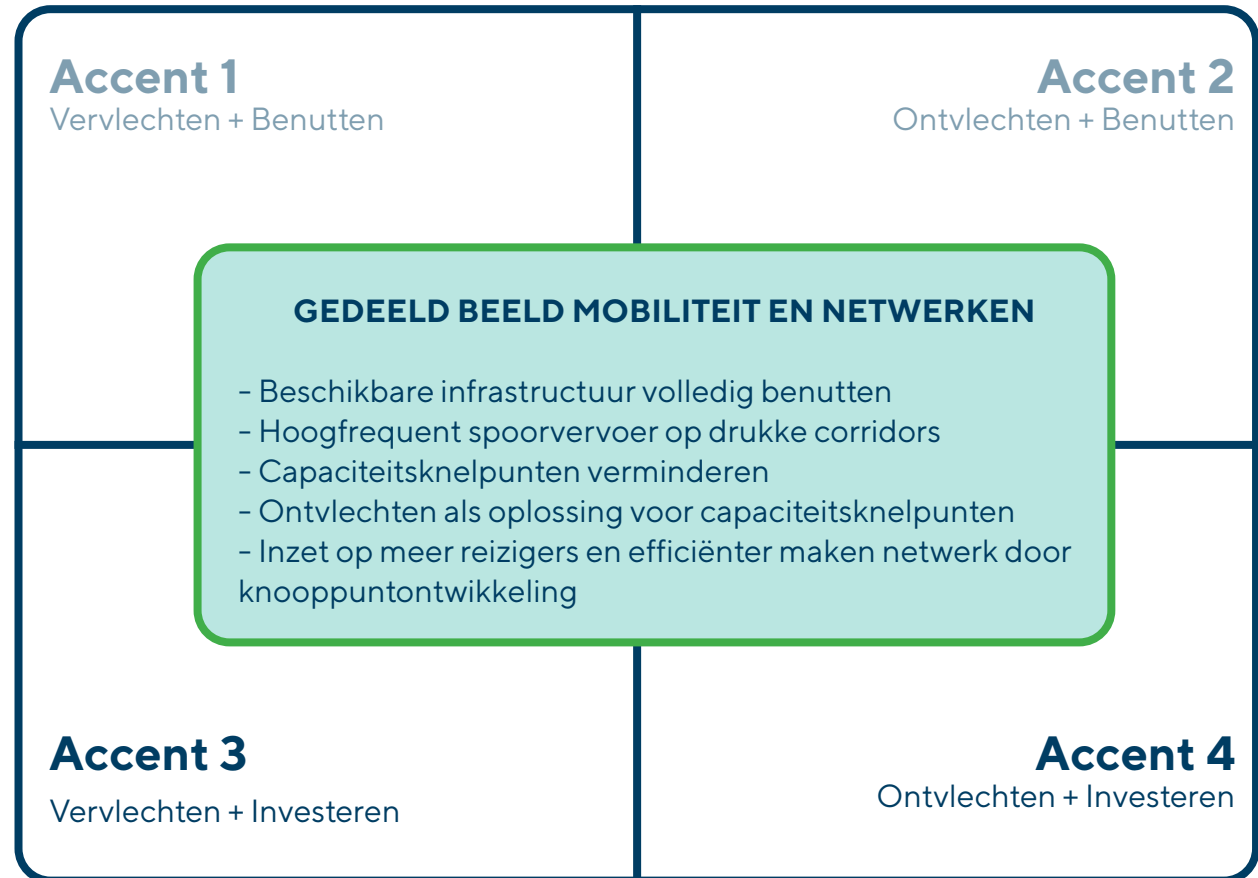 Accent 1
Vervlechten + Benutten
Accent 2
Ontvlechten + Benutten
GEDEELD BEELD MOBILITEIT EN NETWERKEN
- Beschikbare infrastructuur volledig benutten
- Hoogfrequent spoorvervoer op drukke corridors
- Capaciteitsknelpunten verminderen
- Ontvlechten als oplossing voor capaciteitsknelpunten
- Inzet op meer reizigers en efficiënter maken netwerk door
knooppuntontwikkeling
Accent 3
Vervlechten + Investeren
Accent 4
Ontvlechten + Investeren